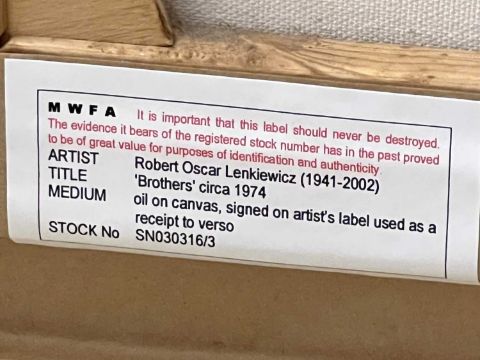 M W F A It is important that this label should never be destroyed.
The evidence it bears of the registered stock number has in the past proved
to be of great value for purposes of identification and authenticity.
ARTIST Robert Oscar Lenkiewicz (1941-2002)
TITLE 'Brothers' circa 1974
MEDIUM oil on canvas, signed on artist's label used as a
receipt to verso
STOCK No SN030316/3